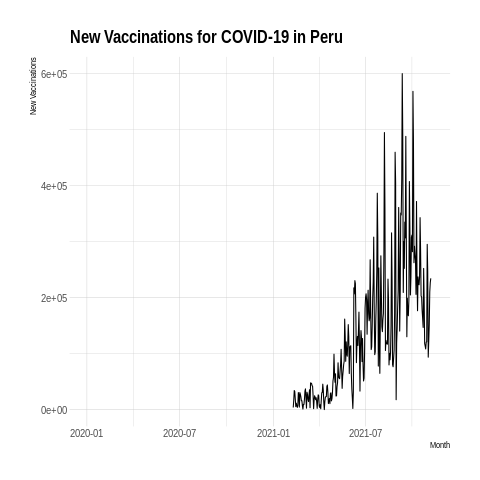 New Vaccinations for COVID-19 in Peru
New Vaccinations
6e+05
4e+05
2e+05
0e+00
2020-01
2020-07
2021-01
2021-07
Month